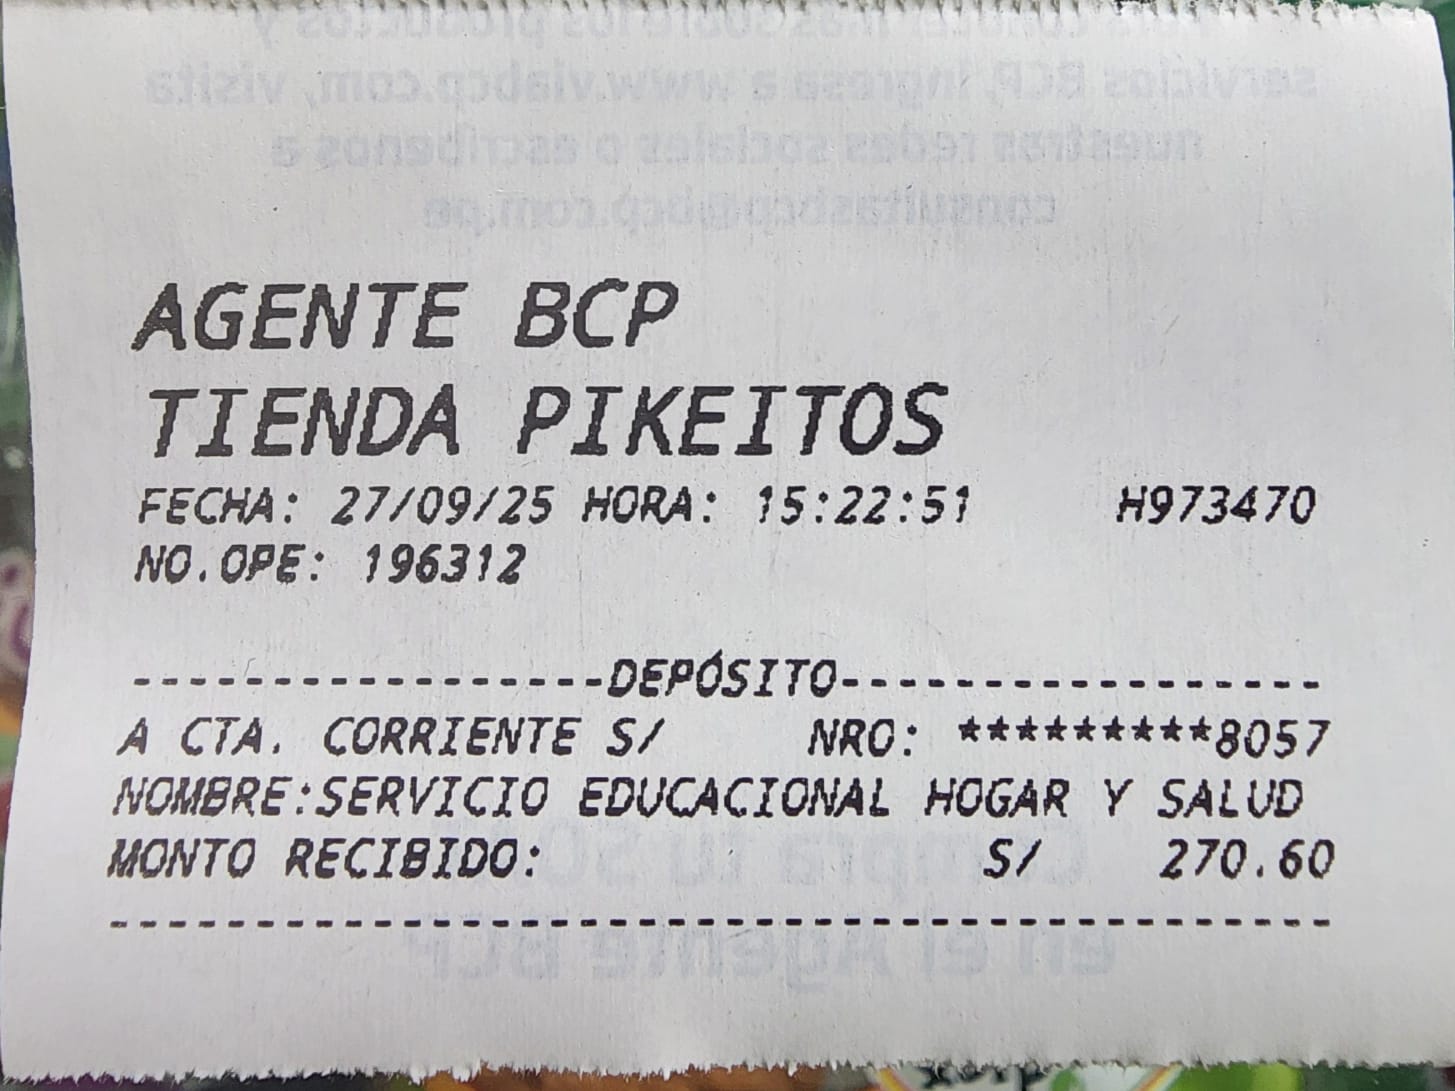 AGENTE BCP
TIENDA PIKEITOS
FECHA: 27/09/25 HORA: 15:22:51 H973470
NO.OPE: 196312
------------------DEPÓSITO------------------
A CTA. CORRIENTE S/ NRO: *********8057
NOMBRE:SERVICIO EDUCACIONAL HOGAR Y SALUD
MONTO RECIBIDO: S/ 270.60